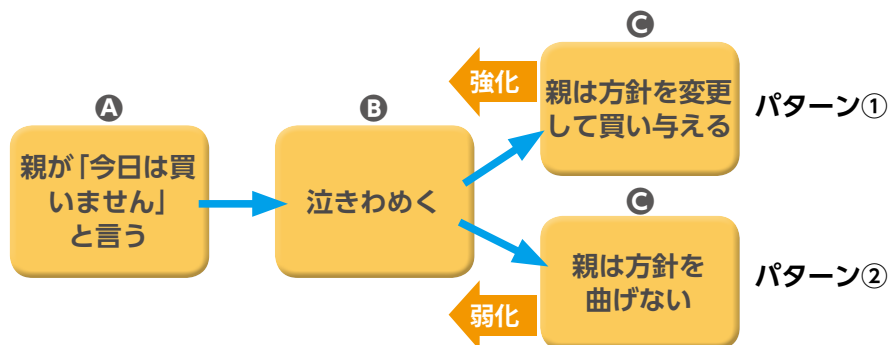 A
親が「今日は買
いません」
と言う
B
泣きわめく
C
強化
親は方針を変更
して買い与える
パターン①
C
親は方針を
曲げない
弱化
パターン②